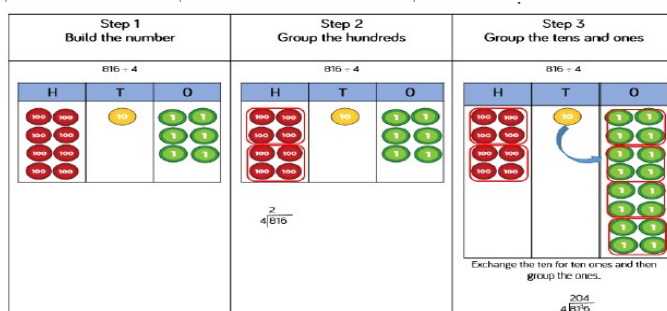 Step 1
Build the number
816 ÷ 4
H T O
100 100 10 1 1
100 100 1 1
100 100 1 1
100 100
Step 2
Group the hundreds
816 ÷ 4
H T O
100 100 10 1 1
100 100 1 1
100 100 1 1
100 100
2
4 816
Step 3
Group the tens and ones
816 ÷ 4
H T O
100 100 10 1 1
100 100 1 1
100 100 1 1
100 100 1 1
1 1
1 1
1 1
1 1
Exchange the ten for ten ones and then
group the ones.
204
4 81¹6